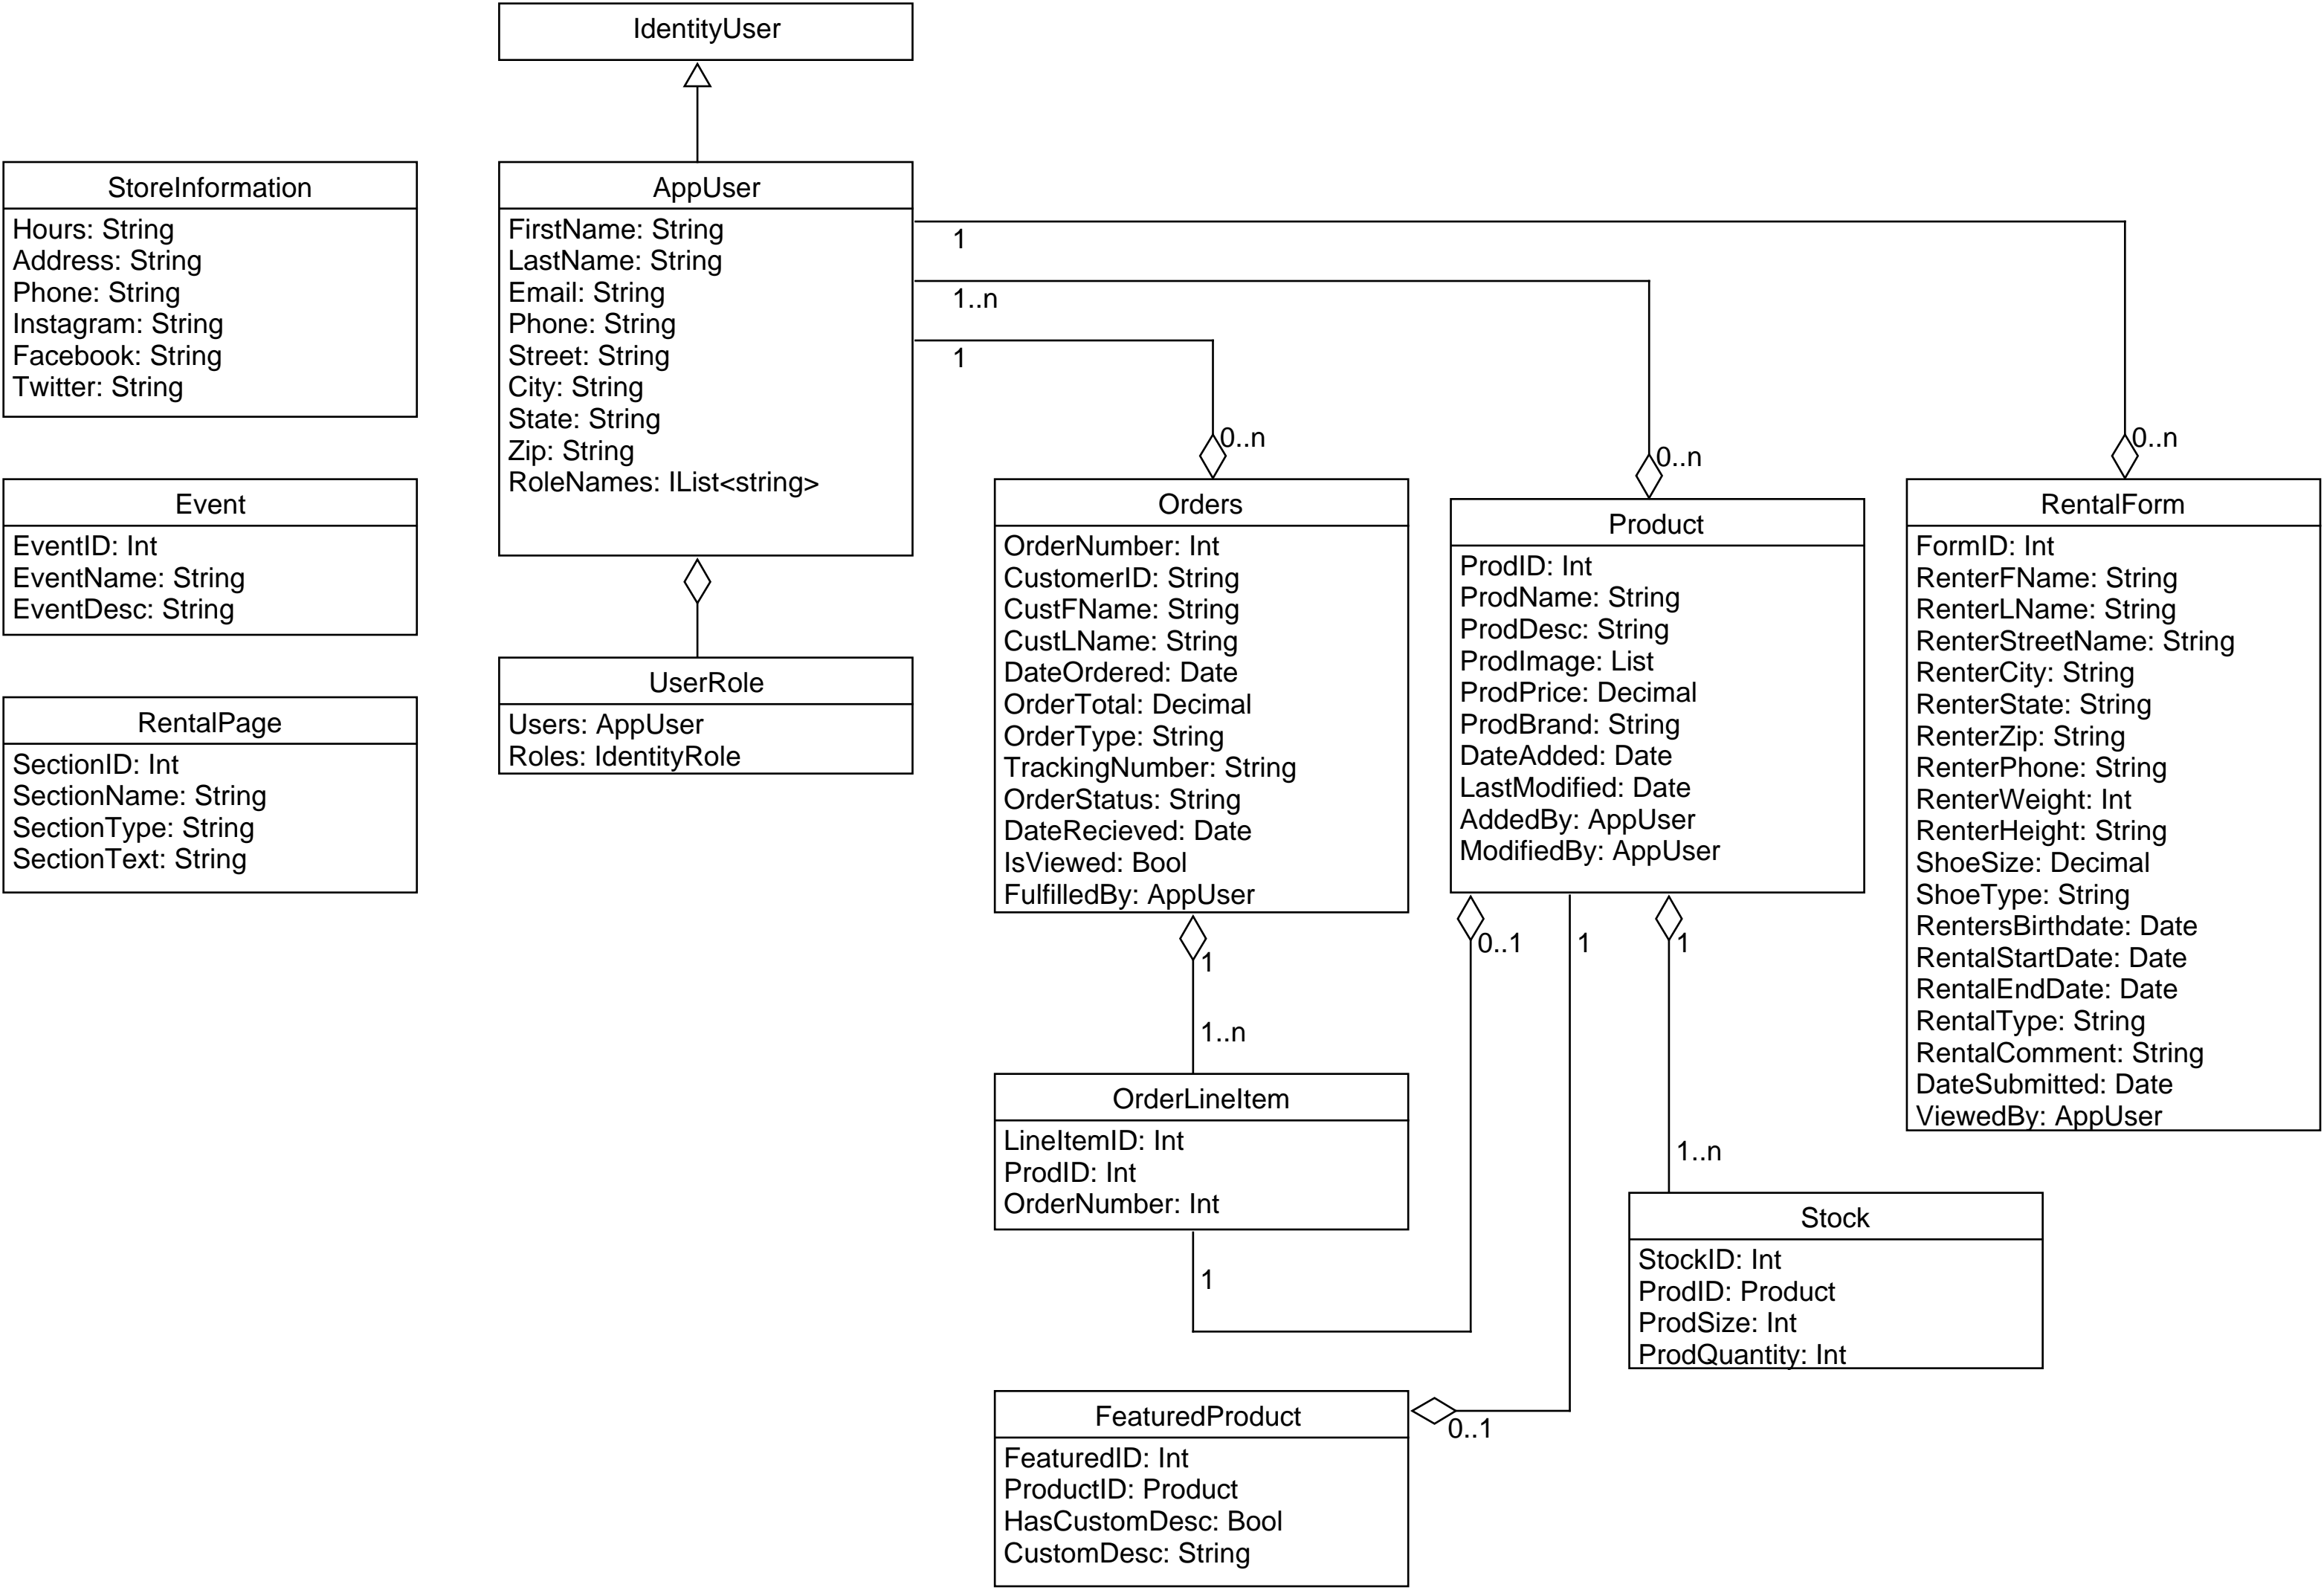 IdentityUser
StoreInformation
Hours: String
Address: String
Phone: String
Instagram: String
Facebook: String
Twitter: String
Event
EventID: Int
EventName: String
EventDesc: String
RentalPage
SectionID: Int
SectionName: String
SectionType: String
SectionText: String
AppUser
FirstName: String
LastName: String
Email: String
Phone: String
Street: String
City: String
State: String
Zip: String
RoleNames: IList<string>
UserRole
Users: AppUser
Roles: IdentityRole
1
1..n
1
0..n
0..n
0..n
Orders
OrderNumber: Int
CustomerID: String
CustFName: String
CustLName: String
DateOrdered: Date
OrderTotal: Decimal
OrderType: String
TrackingNumber: String
OrderStatus: String
DateRecieved: Date
IsViewed: Bool
FulfilledBy: AppUser
Product
ProdID: Int
ProdName: String
ProdDesc: String
ProdImage: List
ProdPrice: Decimal
ProdBrand: String
DateAdded: Date
LastModified: Date
AddedBy: AppUser
ModifiedBy: AppUser
RentalForm
FormID: Int
RenterFName: String
RenterLName: String
RenterStreetName: String
RenterCity: String
RenterState: String
RenterZip: String
RenterPhone: String
RenterWeight: Int
RenterHeight: String
ShoeSize: Decimal
ShoeType: String
RentersBirthdate: Date
RentalStartDate: Date
RentalEndDate: Date
RentalType: String
RentalComment: String
DateSubmitted: Date
ViewedBy: AppUser
1
0..1
1
1
1..n
1..n
OrderLineItem
LineItemID: Int
ProdID: Int
OrderNumber: Int
1
Stock
StockID: Int
ProdID: Product
ProdSize: Int
ProdQuantity: Int
FeaturedProduct
FeaturedID: Int
ProductID: Product
HasCustomDesc: Bool
CustomDesc: String
0..1